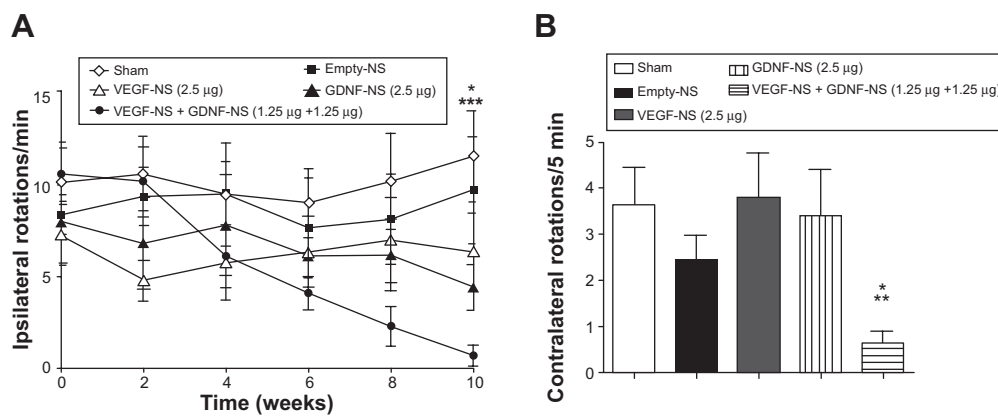 A
Sham
Empty-NS
VEGF-NS (2.5 µg)
GDNF-NS (2.5 µg)
VEGF-NS + GDNF-NS (1.25 µg +1.25 µg)
Ipsilateral rotations/min
15
10
5
0
*
***
0 2 4 6 8 10
Time (weeks)
B
Sham
GDNF-NS (2.5 µg)
Empty-NS
VEGF-NS + GDNF-NS (1.25 µg +1.25 µg)
VEGF-NS (2.5 µg)
Contralateral rotations/5 min
5
4
3
2
1
0
*
**